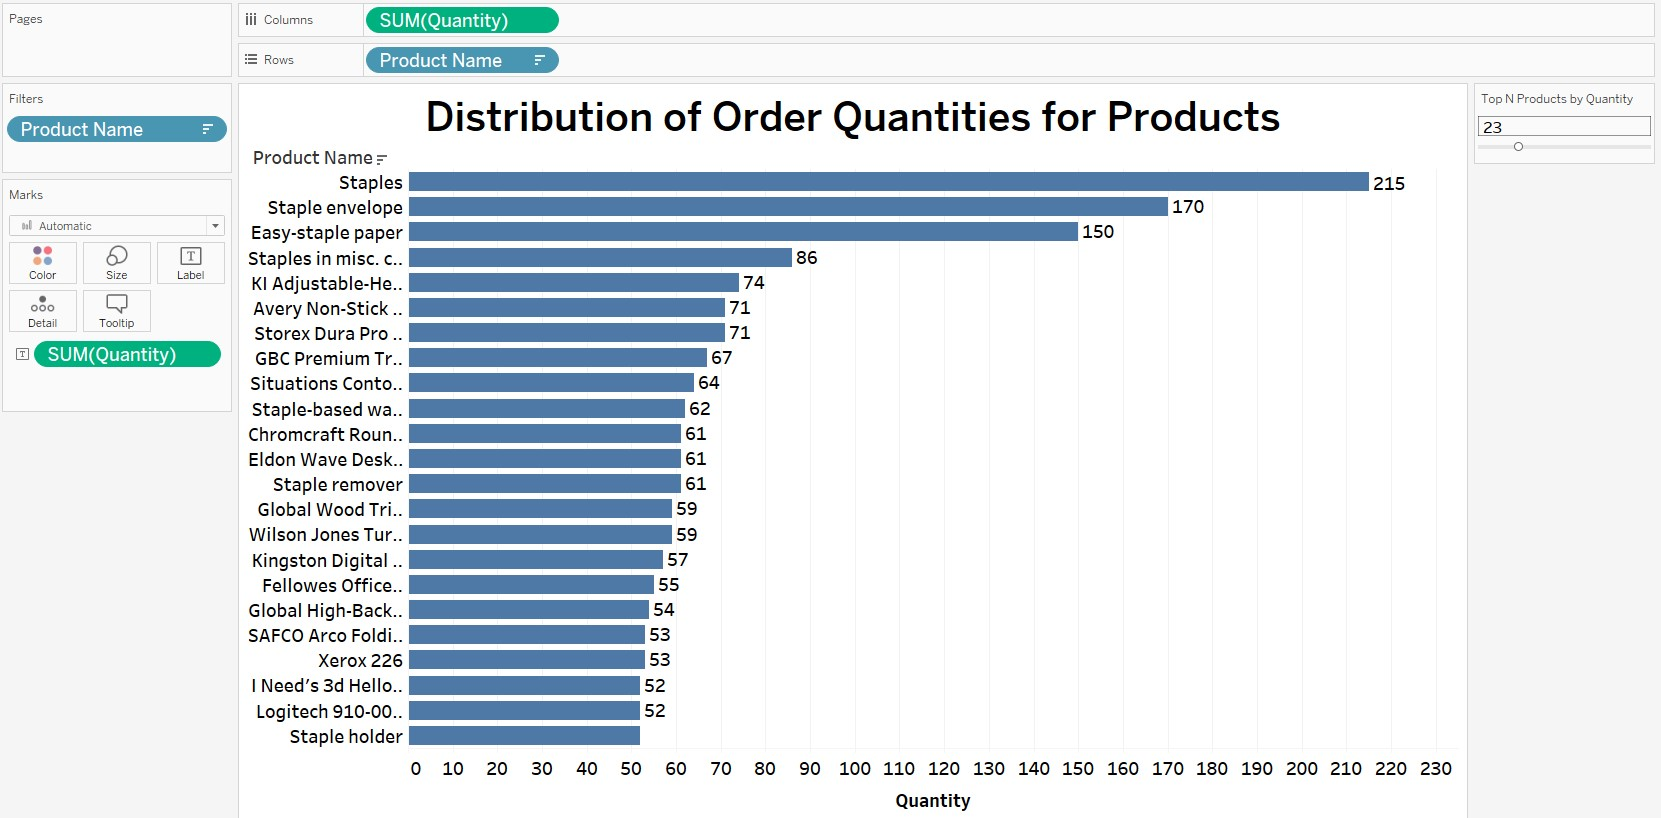 Pages
Columns SUM(Quantity)
Rows Product Name
Filters
Product Name
Marks
Automatic
Color Size Label
Detail Tooltip
SUM(Quantity)
Distribution of Order Quantities for Products
Product Name
Staples 215
Staple envelope 170
Easy-staple paper 150
Staples in misc. c.. 86
KI Adjustable-He.. 74
Avery Non-Stick .. 71
Storex Dura Pro .. 71
GBC Premium Tr.. 67
Situations Conto.. 64
Staple-based wa.. 62
Chromcraft Roun.. 61
Eldon Wave Desk.. 61
Staple remover 61
Global Wood Tri.. 59
Wilson Jones Tur.. 59
Kingston Digital .. 57
Fellowes Office.. 55
Global High-Back.. 54
SAFCO Arco Foldi.. 53
Xerox 226 53
I Need's 3d Hello.. 52
Logitech 910-00.. 52
Staple holder
0 10 20 30 40 50 60 70 80 90 100 110 120 130 140 150 160 170 180 190 200 210 220 230
Quantity
Top N Products by Quantity
23